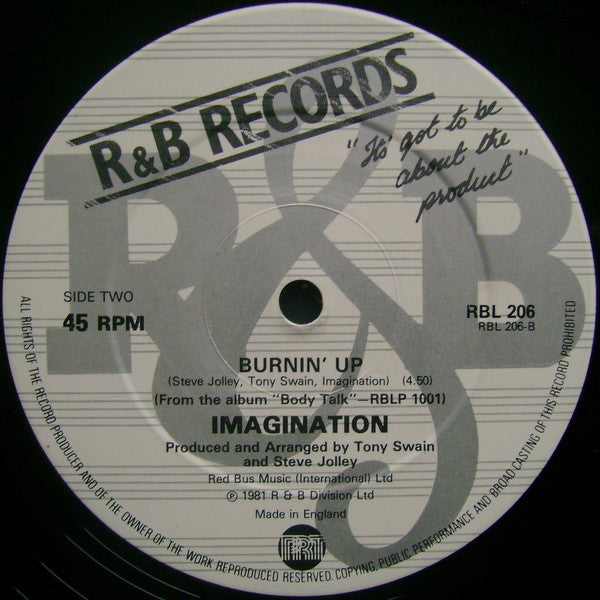 R&B RECORDS
"It's got to be
about the
product"
R&B
SIDE TWO
45 RPM
RBL 206
RBL 206-B
BURNIN' UP
(Steve Jolley, Tony Swain, Imagination) (4.50)
(From the album "Body Talk"—RBLP 1001)
IMAGINATION
Produced and Arranged by Tony Swain
and Steve Jolley
Red Bus Music (International) Ltd
℗ 1981 R & B Division Ltd
Made in England
PRT
ALL RIGHTS OF THE RECORD PRODUCER AND OF THE OWNER OF THE WORK REPRODUCED RESERVED. COPYING, PUBLIC PERFORMANCE AND BROADCASTING OF THIS RECORD PROHIBITED